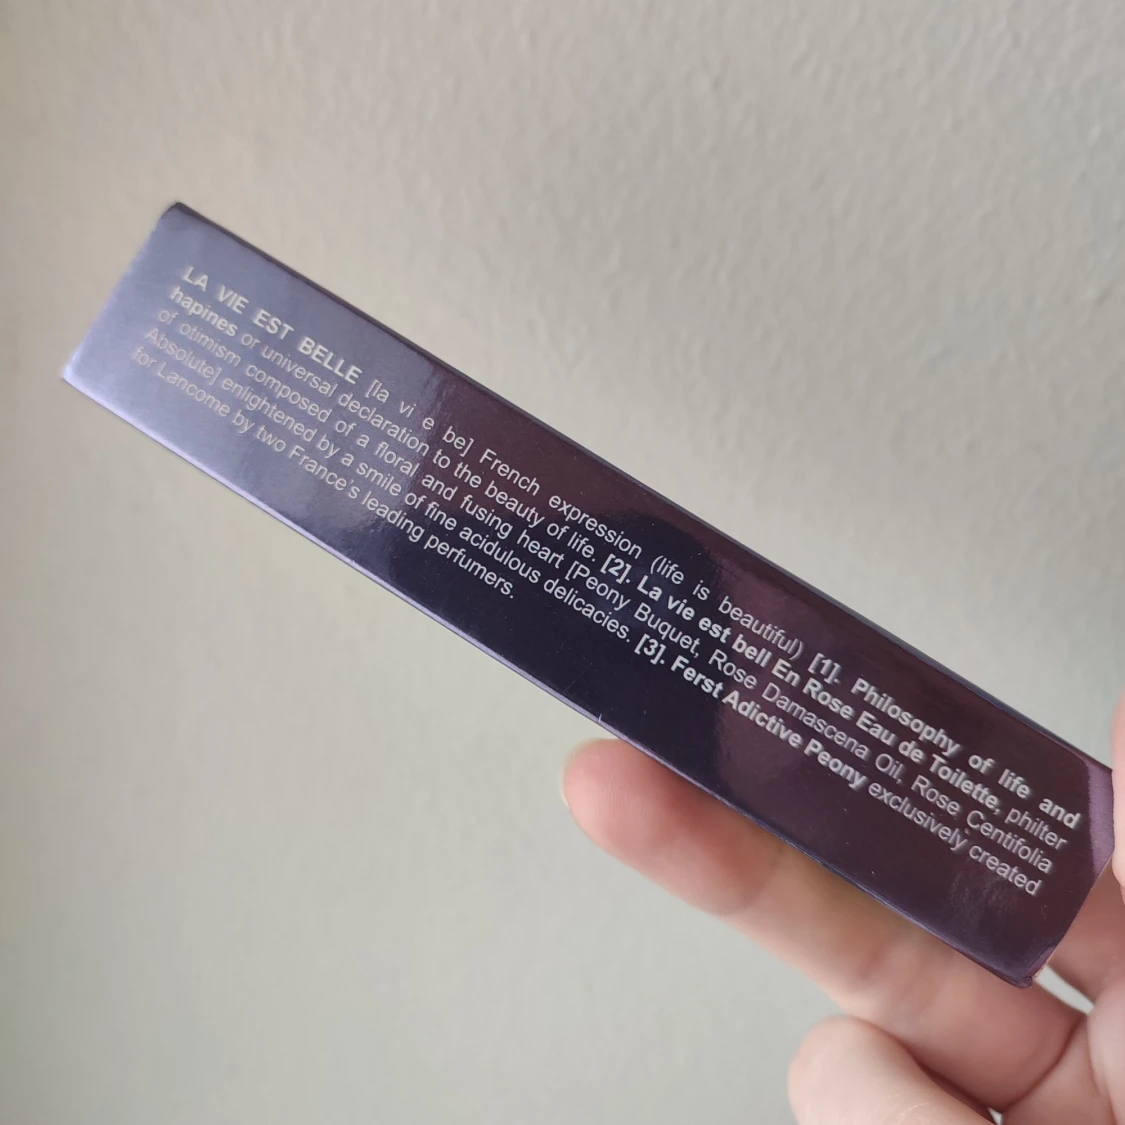 LA VIE EST BELLE [la vi e be] French expression (life is beautiful) [1]. Philosophy of life and
hapines or universal declaration to the beauty of life. [2]. La vie est bell En Rose Eau de Toilette, philter
of otimism composed of a floral and fusing heart [Peony Buquet, Rose Damascena Oil, Rose Centifolia
Absolute] enlightened by a smile of fine acidulous delicacies. [3]. Ferst Adictive Peony exclusively created
for Lancome by two France's leading perfumers.